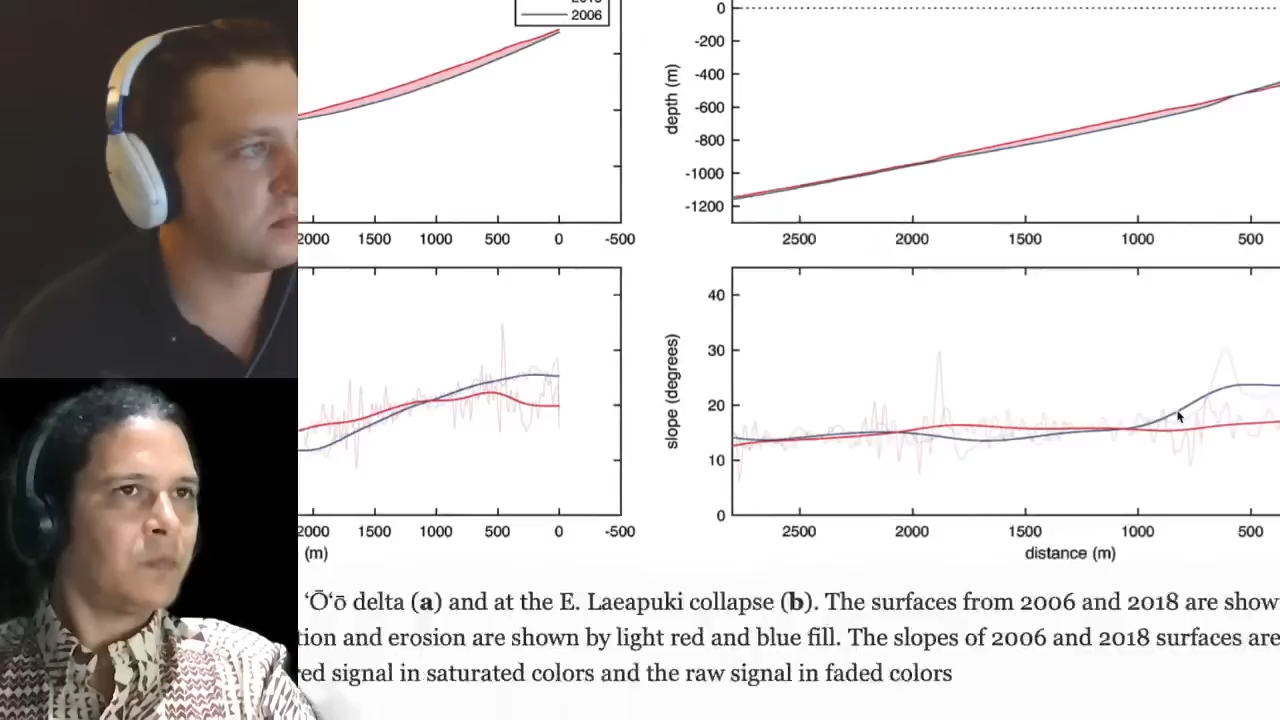 2006
0
-200
-400
-600
-800
-1000
-1200
depth (m)
2000 1500 1000 500 0 -500
2500 2000 1500 1000 500
40
30
20
10
0
slope (degrees)
2000 1500 1000 500 0 -500
2500 2000 1500 1000 500
(m)
distance (m)
ʻŌʻō delta (a) and at the E. Laeapuki collapse (b). The surfaces from 2006 and 2018 are show
tion and erosion are shown by light red and blue fill. The slopes of 2006 and 2018 surfaces are
red signal in saturated colors and the raw signal in faded colors